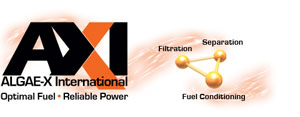 AXI
ALGAE-X International
Optimal Fuel • Reliable Power
Separation
Filtration
Fuel Conditioning